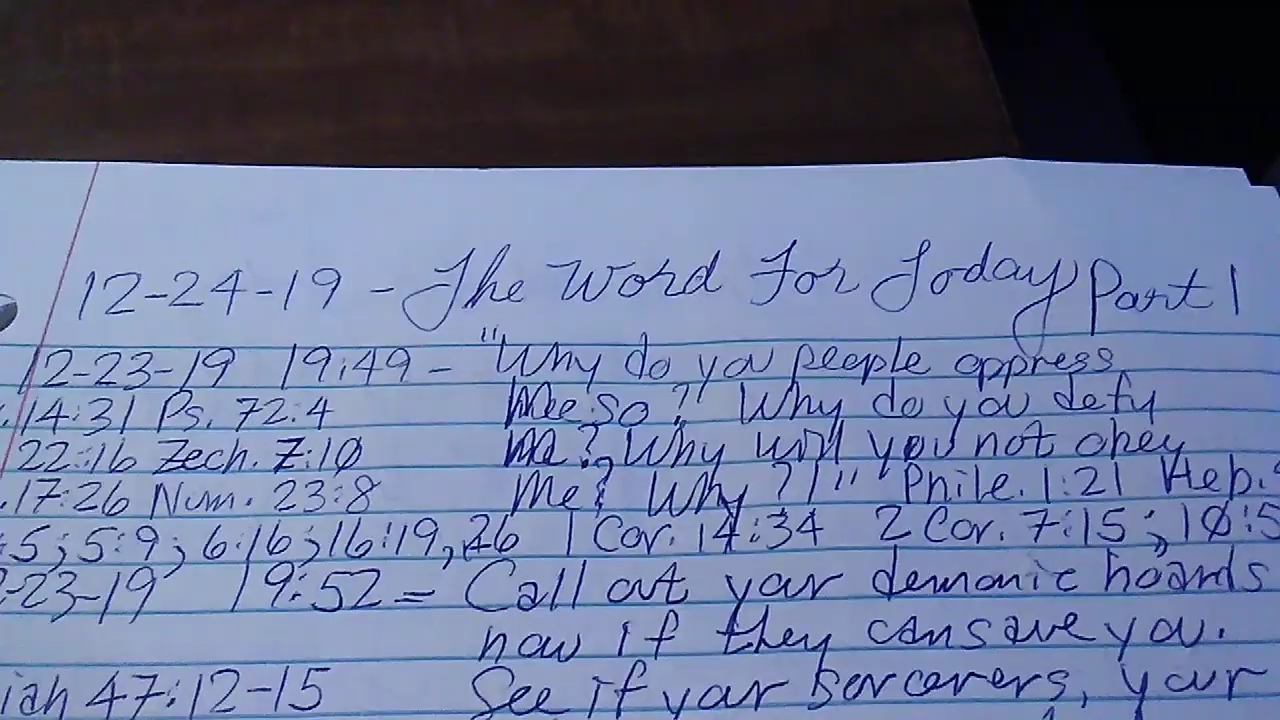 12-24-19 - The Word For Today Part 1
12-23-19 19:49 - "Why do you people oppress
.14:31 Ps. 72:4 Me so?" Why do you defy
22:16 Zech. 7:10 Me? Why will you not obey
.17:26 Num. 23:8 Me? Why?!" Phile. 1:21 Heb.
:5; 5:9; 6:16; 16:19, 26 1 Cor. 14:34 2 Cor. 7:15; 10:5
2-23-19 19:52 = Call out your demonic hoards
now if they can save you.
iah 47:12-15 See if your sorcerers, your